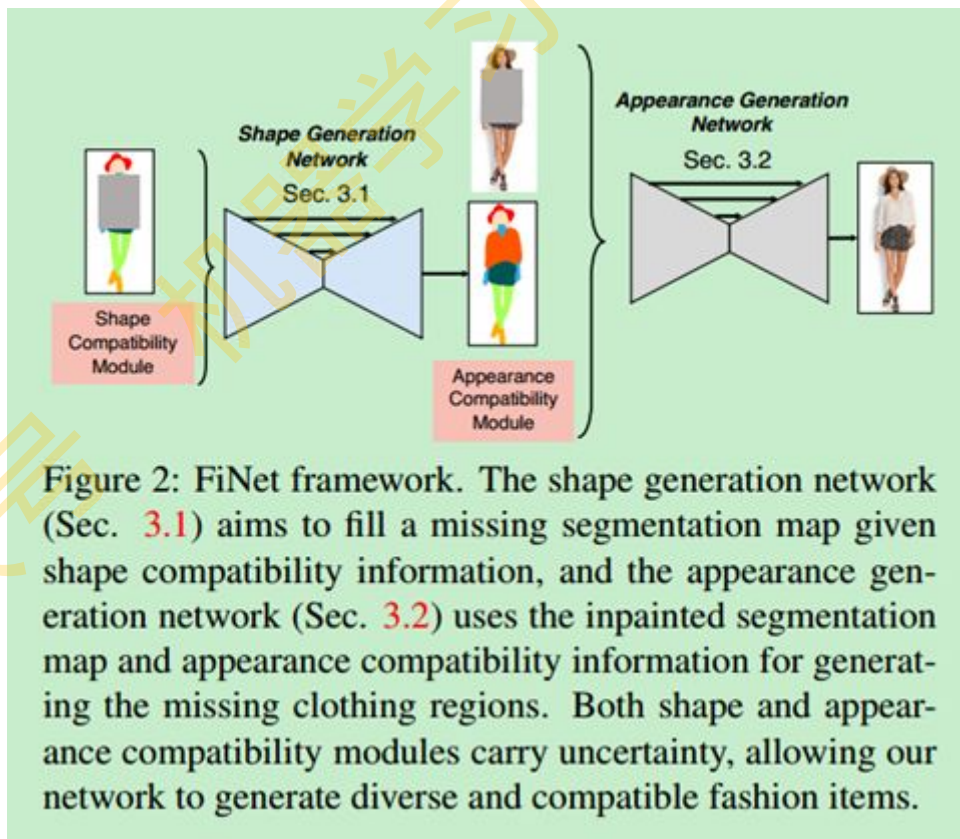 Shape Generation
Network
Sec. 3.1
Appearance Generation
Network
Sec. 3.2
Shape
Compatibility
Module
Appearance
Compatibility
Module
Figure 2: FiNet framework. The shape generation network
(Sec. 3.1) aims to fill a missing segmentation map given
shape compatibility information, and the appearance gen-
eration network (Sec. 3.2) uses the inpainted segmentation
map and appearance compatibility information for generat-
ing the missing clothing regions. Both shape and appear-
ance compatibility modules carry uncertainty, allowing our
network to generate diverse and compatible fashion items.
机器学习